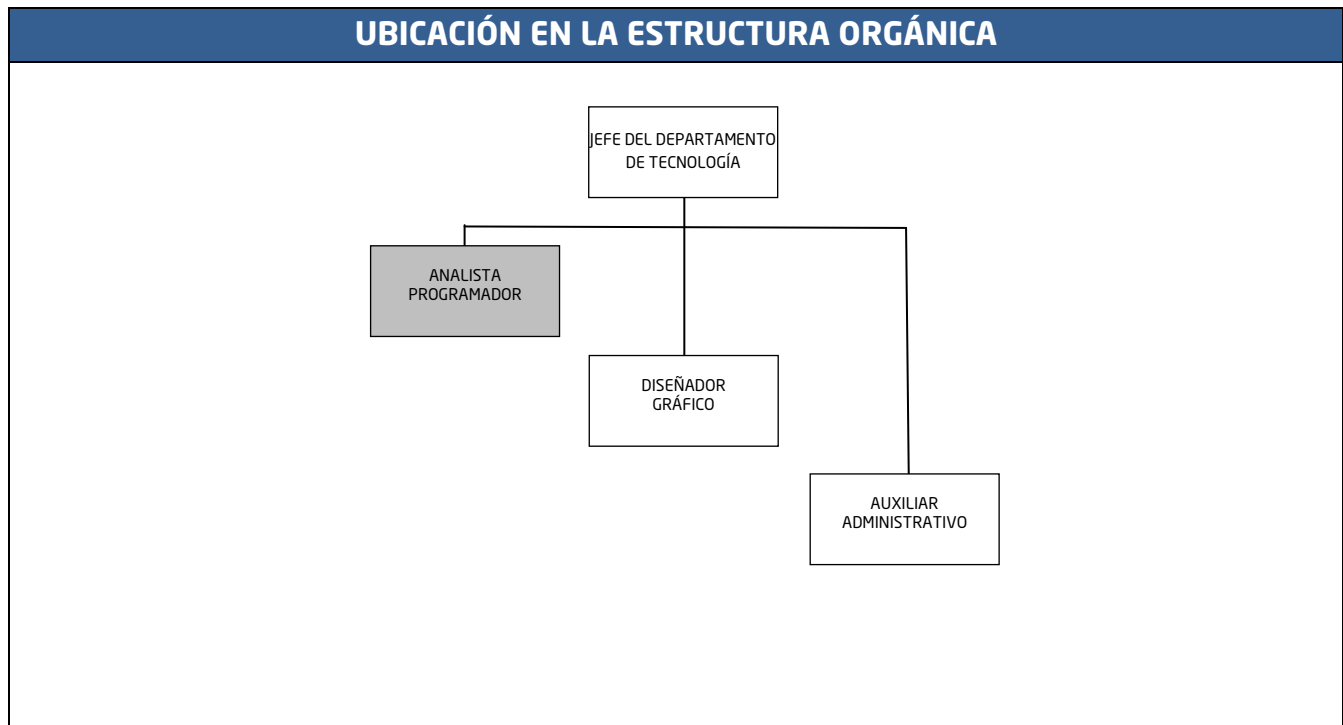 UBICACIÓN EN LA ESTRUCTURA ORGÁNICA
JEFE DEL DEPARTAMENTO
DE TECNOLOGÍA
ANALISTA
PROGRAMADOR
DISEÑADOR
GRÁFICO
AUXILIAR
ADMINISTRATIVO